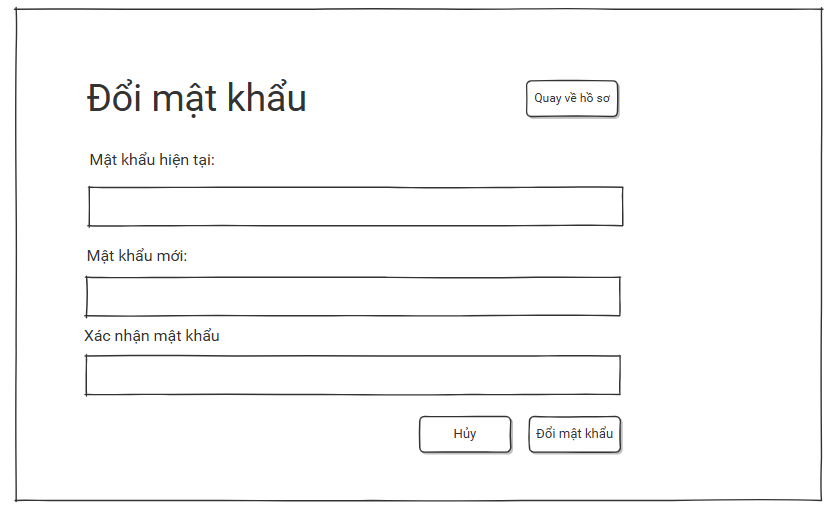 Đổi mật khẩu
Quay về hồ sơ
Mật khẩu hiện tại:
Mật khẩu mới:
Xác nhận mật khẩu
Hủy
Đổi mật khẩu